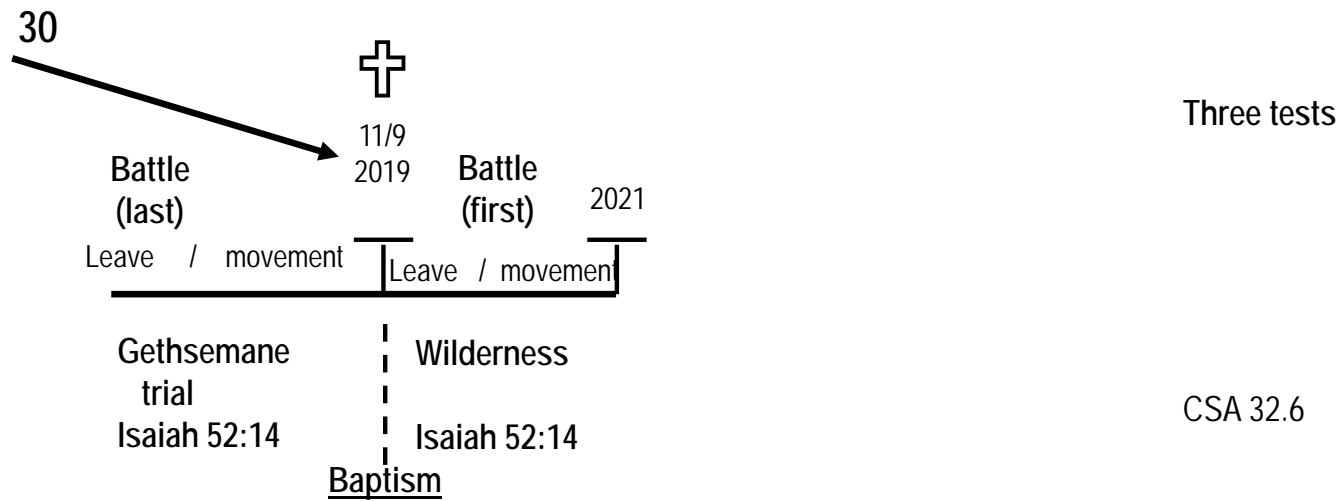 30
Three tests
11/9
2019
Battle
(last)
Battle
(first)
2021
Leave / movement
Leave / movement
Gethsemane
trial
Isaiah 52:14
Wilderness
Isaiah 52:14
CSA 32.6
Baptism